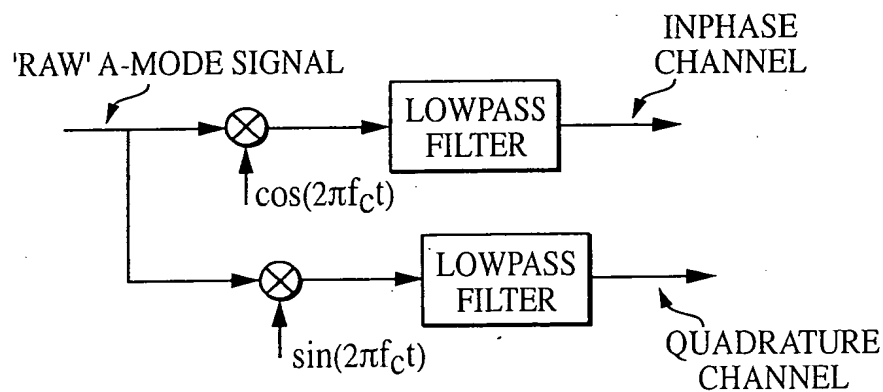 'RAW' A-MODE SIGNAL
INPHASE
CHANNEL
LOWPASS
FILTER
cos(2πfCt)
LOWPASS
FILTER
sin(2πfCt)
QUADRATURE
CHANNEL